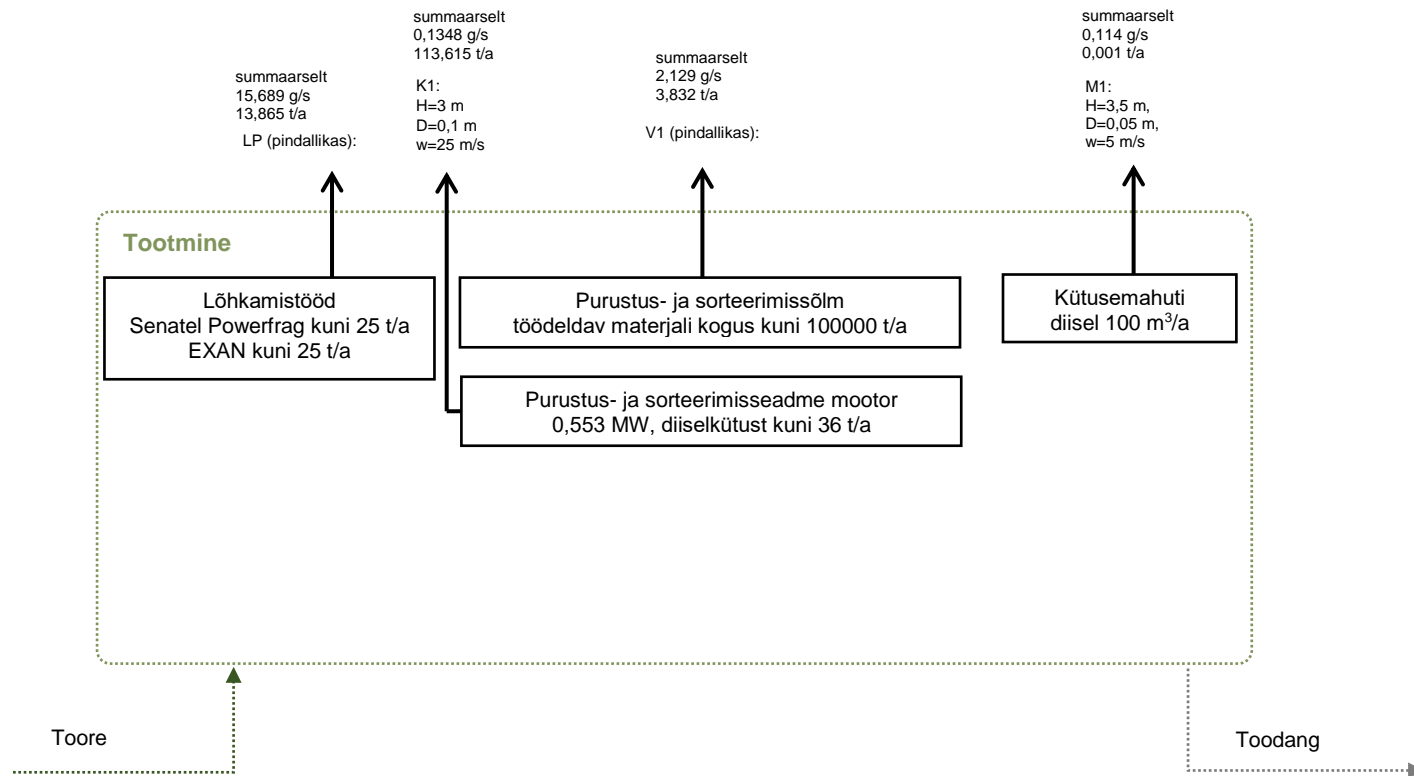 summaarselt
15,689 g/s
13,865 t/a
LP (pindallikas):
summaarselt
0,1348 g/s
113,615 t/a
K1:
H=3 m
D=0,1 m
w=25 m/s
summaarselt
2,129 g/s
3,832 t/a
V1 (pindallikas):
summaarselt
0,114 g/s
0,001 t/a
M1:
H=3,5 m,
D=0,05 m,
w=5 m/s
Tootmine
Lõhkamistööd
Senatel Powerfrag kuni 25 t/a
EXAN kuni 25 t/a
Purustus- ja sorteerimissõlm
töödeldav materjali kogus kuni 100000 t/a
Kütusemahuti
diisel 100 m³/a
Purustus- ja sorteerimisseadme mootor
0,553 MW, diiselkütust kuni 36 t/a
Toore
Toodang